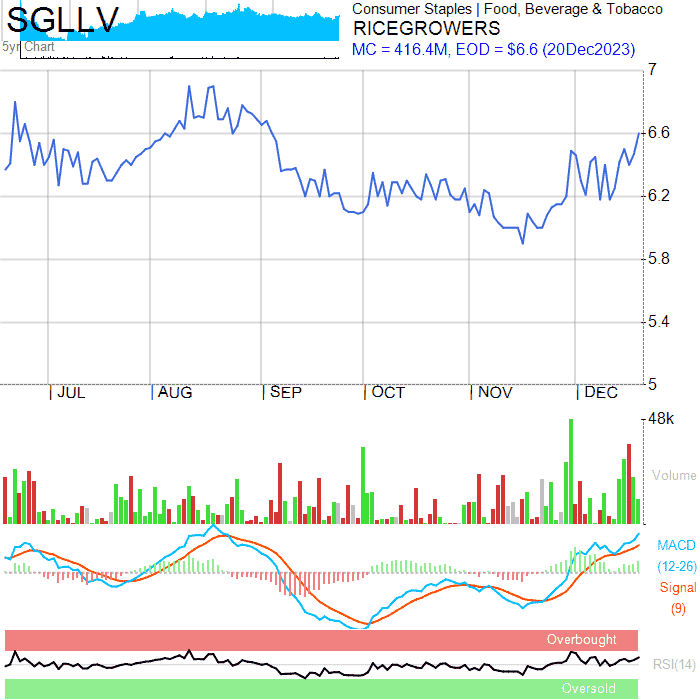 SGLLV
5yr Chart
Consumer Staples | Food, Beverage & Tobacco
RICEGROWERS
MC = 416.4M, EOD = $6.6 (20Dec2023)
7
6.6
6.2
5.8
5.4
5
JUL AUG SEP OCT NOV DEC
48k
Volume
MACD
(12-26)
Signal
(9)
Overbought
RSI(14)
Oversold